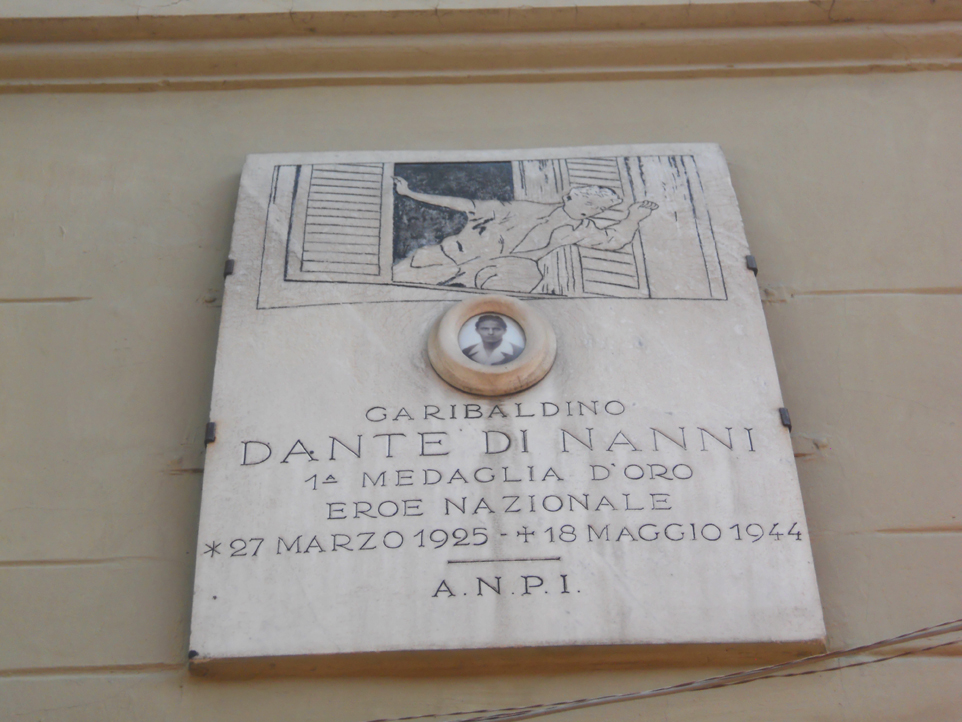 GARIBALDINO
DANTE DI NANNI
1ᴬ MEDAGLIA D'ORO
EROE NAZIONALE
*27 MARZO 1925 - ✝ 18 MAGGIO 1944
A.N.P.I.